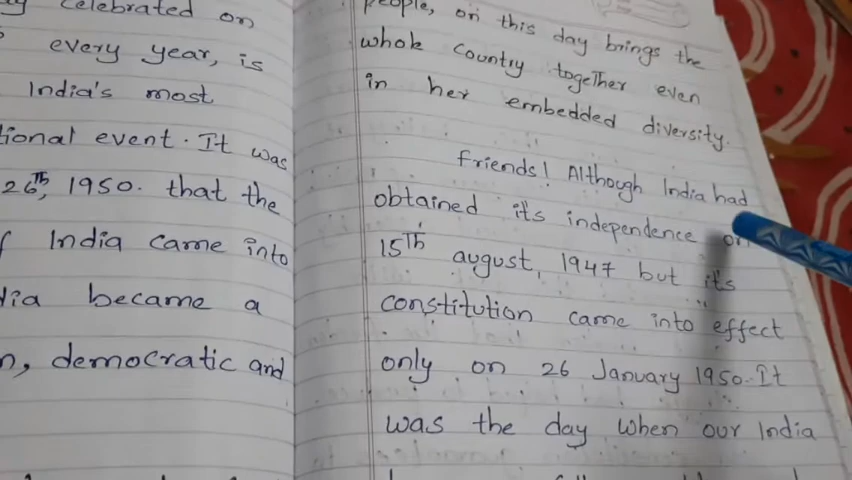 celebrated on
every year, is
India's most
tional event. It was
26th, 1950. that the
India came into
dia became a
democratic and
people, on this day brings the
whole country together even
in her embedded diversity.
Friends! Although India had
obtained its independence on
15Th august, 1947 but its
constitution came into effect
only on 26 January 1950. It
was the day when our India